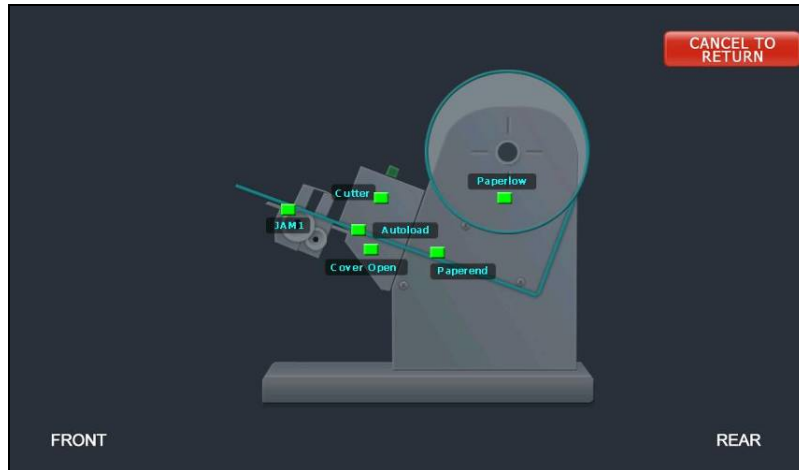 CANCEL TO
RETURN
Paperlow
Cutter
JAM1
Autoload
Cover Open
Paperend
FRONT
REAR